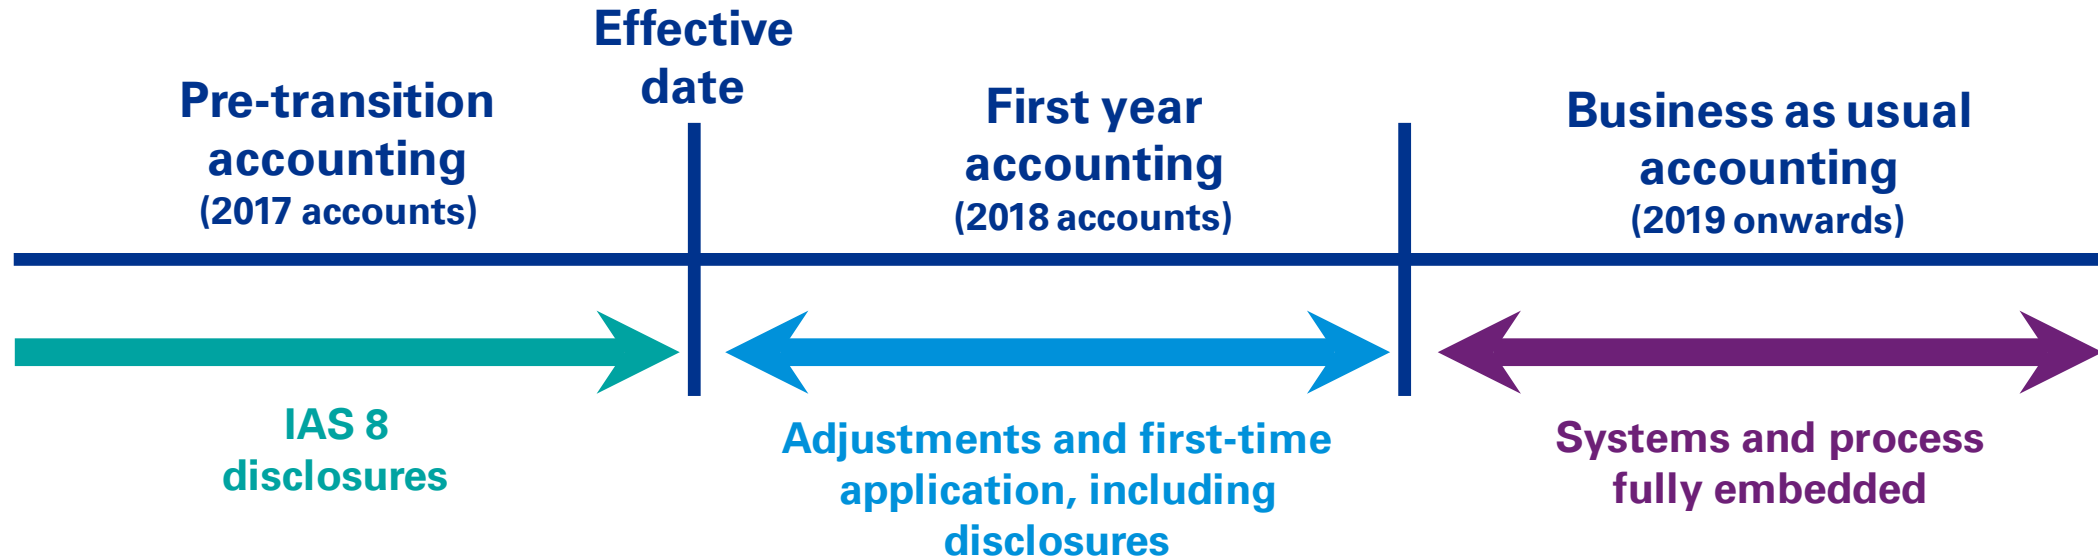 Pre-transition
accounting
(2017 accounts)
Effective
date
First year
accounting
(2018 accounts)
Business as usual
accounting
(2019 onwards)
IAS 8
disclosures
Adjustments and first-time
application, including
disclosures
Systems and process
fully embedded